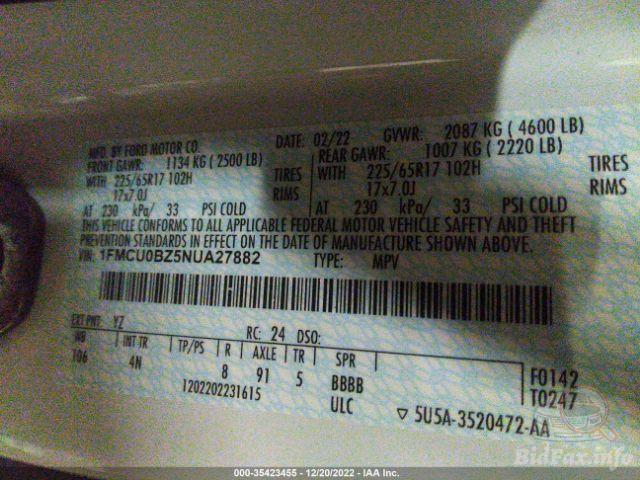 MFD. BY FORD MOTOR CO.
DATE: 02/22 GVWR: 2087 KG ( 4600 LB)
FRONT GAWR: 1134 KG ( 2500 LB) REAR GAWR: 1007 KG ( 2220 LB)
WITH 225/65R17 102H WITH 225/65R17 102H TIRES
17x7.0J 17x7.0J RIMS
AT 230 kPa/ 33 PSI COLD AT 230 kPa/ 33 PSI COLD
THIS VEHICLE CONFORMS TO ALL APPLICABLE FEDERAL MOTOR VEHICLE SAFETY AND THEFT
PREVENTION STANDARDS IN EFFECT ON THE DATE OF MANUFACTURE SHOWN ABOVE.
VIN: 1FMCU0BZ5NUA27882 TYPE: MPV
EXT PNT: YZ RC: 24 DSO:
WB INT TR TP/PS R AXLE TR SPR
T06 4N 8 91 5 BBBB F0142
1202202231615 ULC T0247
5U5A-3520472-AA
BidFax.info
000-35423455 - 12/20/2022 - IAA Inc.